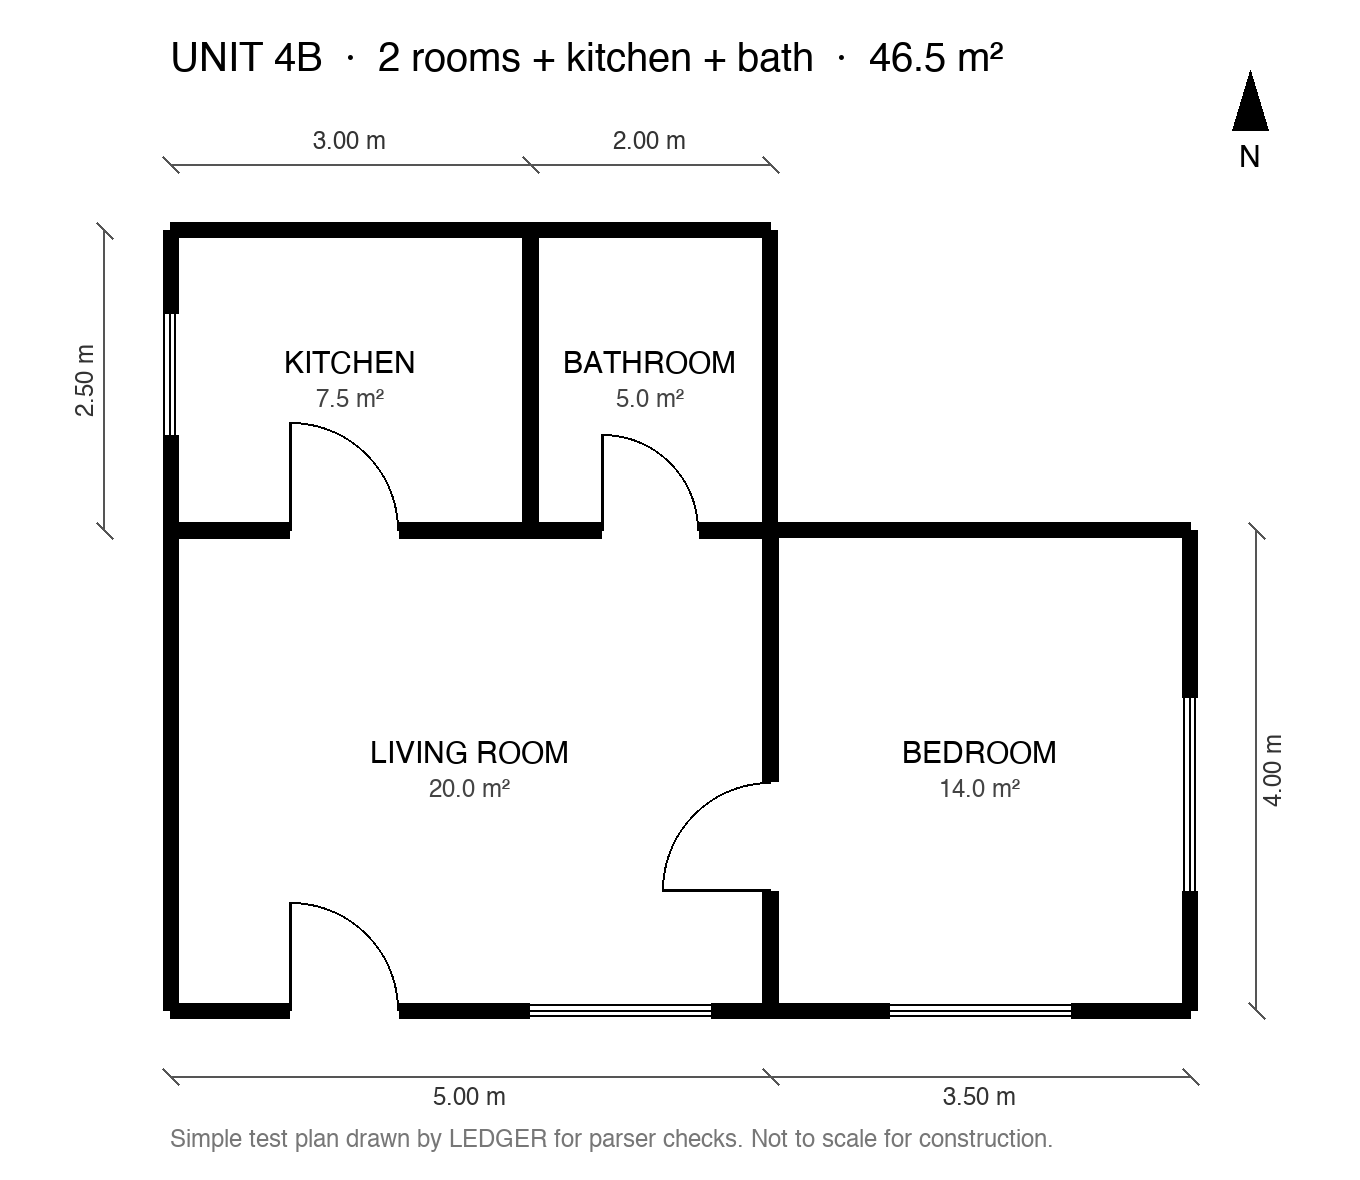 UNIT 4B · 2 rooms + kitchen + bath · 46.5 m²
N
3.00 m
2.00 m
2.50 m
KITCHEN
7.5 m²
BATHROOM
5.0 m²
LIVING ROOM
20.0 m²
BEDROOM
14.0 m²
4.00 m
5.00 m
3.50 m
Simple test plan drawn by LEDGER for parser checks. Not to scale for construction.